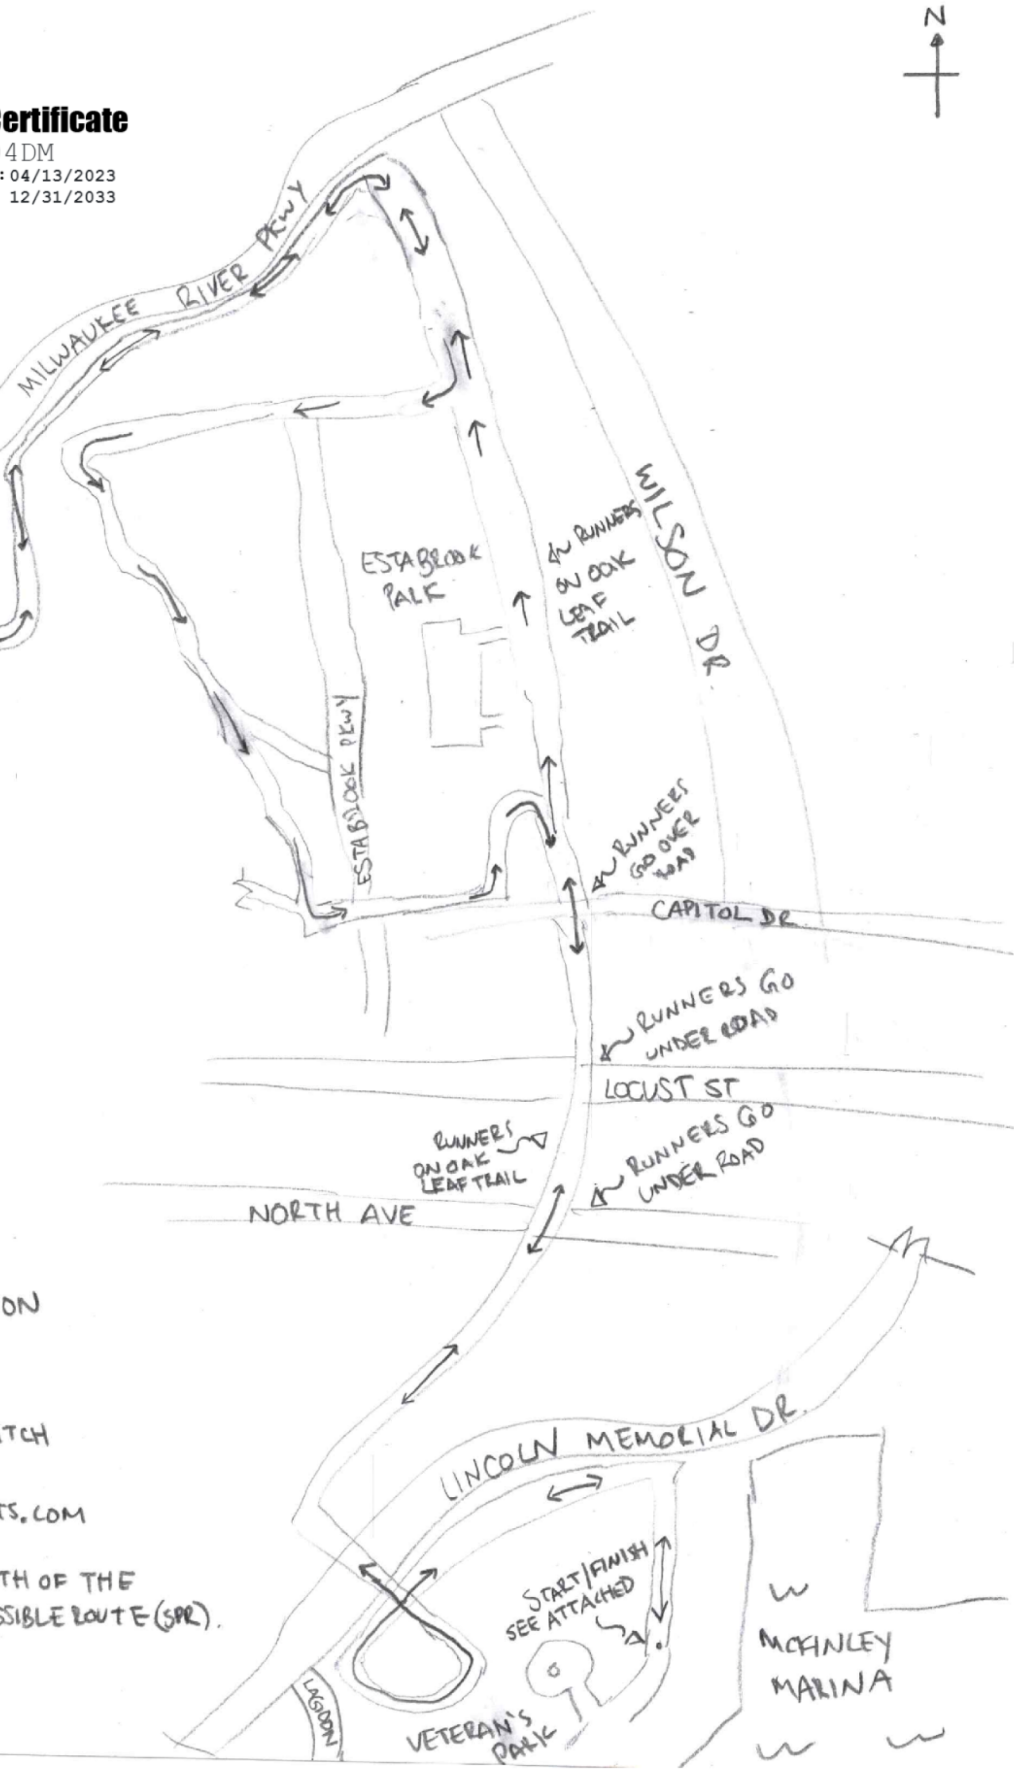 N
ertificate
4DM
: 04/13/2023
12/31/2033
MILWAUKEE RIVER PKWY
WILSON DR
RUNNERS
ON OAK
LEAF
TRAIL
ESTABROOK
PALK
ESTABROOK PKWY
RUNNERS
GO OVER
ROAD
CAPITOL DR
RUNNERS GO
UNDER ROAD
LOCUST ST
RUNNERS GO
UNDER ROAD
RUNNERS
ON OAK
LEAF TRAIL
NORTH AVE
ON
TCH
TS.COM
TH OF THE
SSIBLE ROUTE (SPR).
LINCOLN MEMORIAL DR.
START/FINISH
SEE ATTACHED
MCKINLEY
MARINA
LAGOON
VETERAN'S
PARK